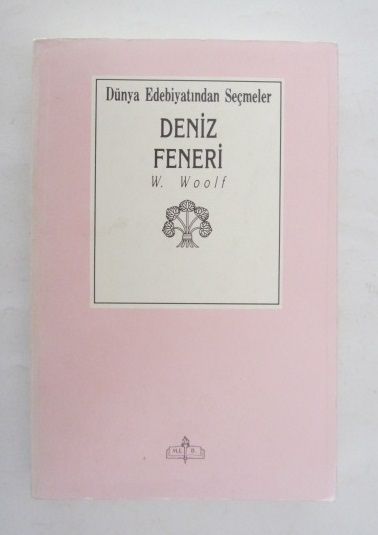 Dünya Edebiyatından Seçmeler
DENİZ
FENERİ
W. Woolf
M.E. B.